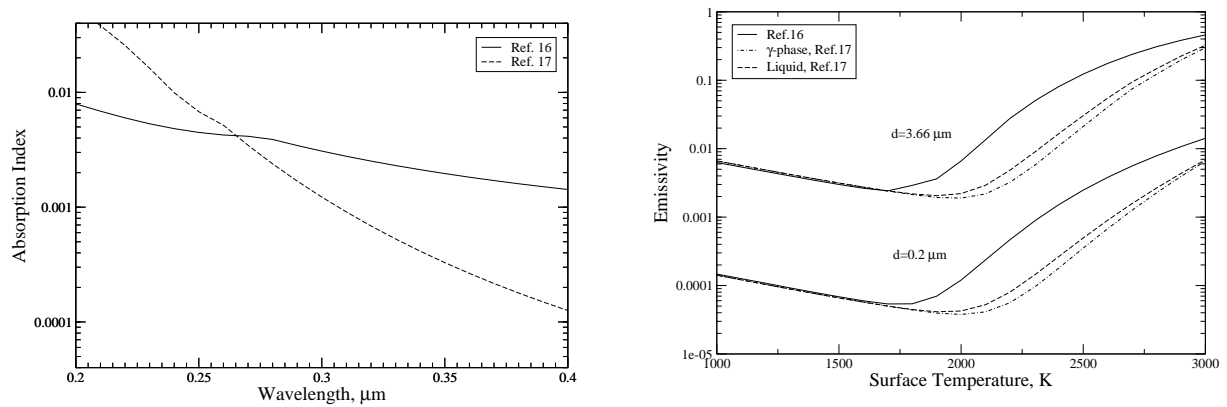 Absorption Index
0.01
0.001
0.0001
0.2
0.25
0.3
0.35
0.4
Wavelength, μm
Ref. 16
Ref. 17
Emissivity
1
0.1
0.01
0.001
0.0001
1e-05
1000
1500
2000
2500
3000
Surface Temperature, K
Ref.16
γ-phase, Ref.17
Liquid, Ref.17
d=3.66 μm
d=0.2 μm